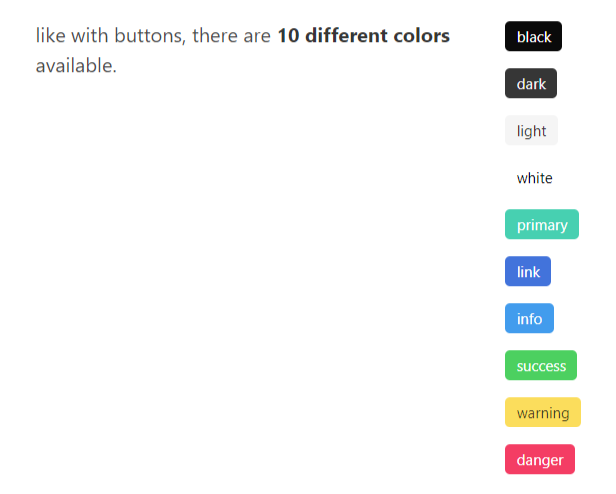 like with buttons, there are 10 different colors
available.
black
dark
light
white
primary
link
info
success
warning
danger